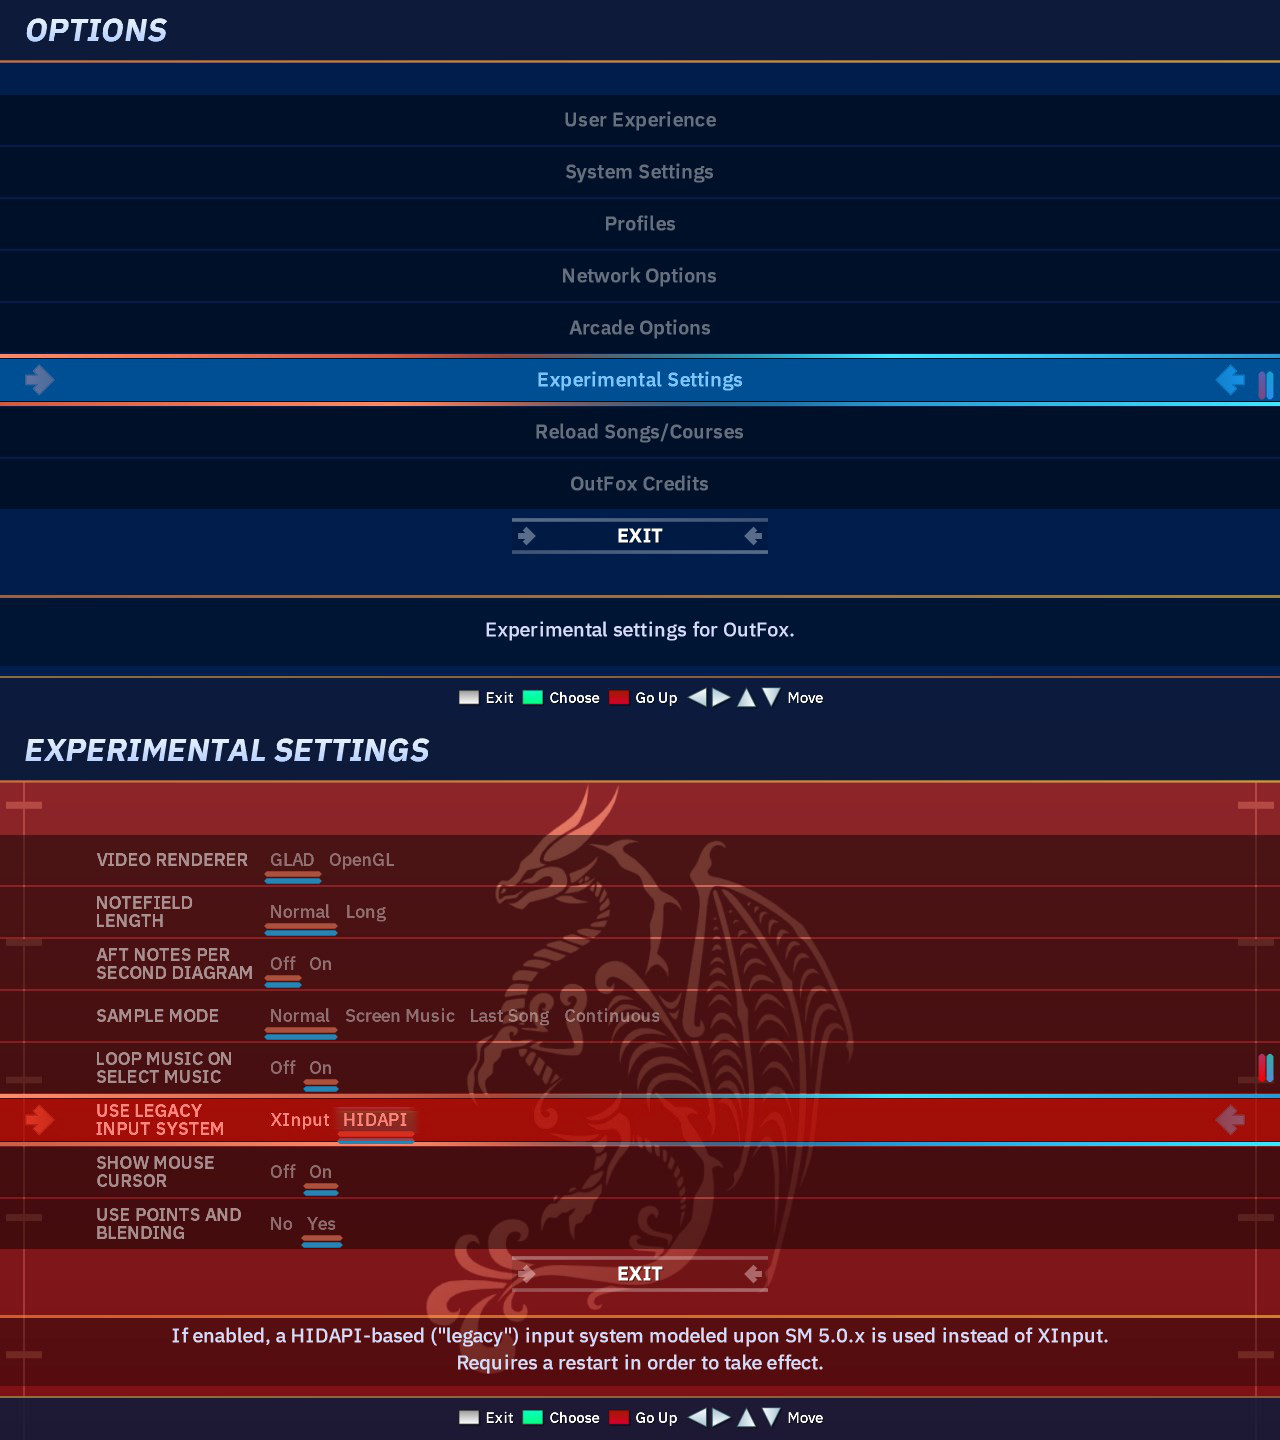 OPTIONS
User Experience
System Settings
Profiles
Network Options
Arcade Options
Experimental Settings
Reload Songs/Courses
OutFox Credits
EXIT
Experimental settings for OutFox.
Exit Choose Go Up Move
EXPERIMENTAL SETTINGS
VIDEO RENDERER GLAD OpenGL
NOTEFIELD
LENGTH
Normal Long
AFT NOTES PER
SECOND DIAGRAM
Off On
SAMPLE MODE Normal Screen Music Last Song Continuous
LOOP MUSIC ON
SELECT MUSIC
Off On
USE LEGACY
INPUT SYSTEM
XInput HIDAPI
SHOW MOUSE
CURSOR
Off On
USE POINTS AND
BLENDING
No Yes
EXIT
If enabled, a HIDAPI-based ("legacy") input system modeled upon SM 5.0.x is used instead of XInput.
Requires a restart in order to take effect.
Exit Choose Go Up Move